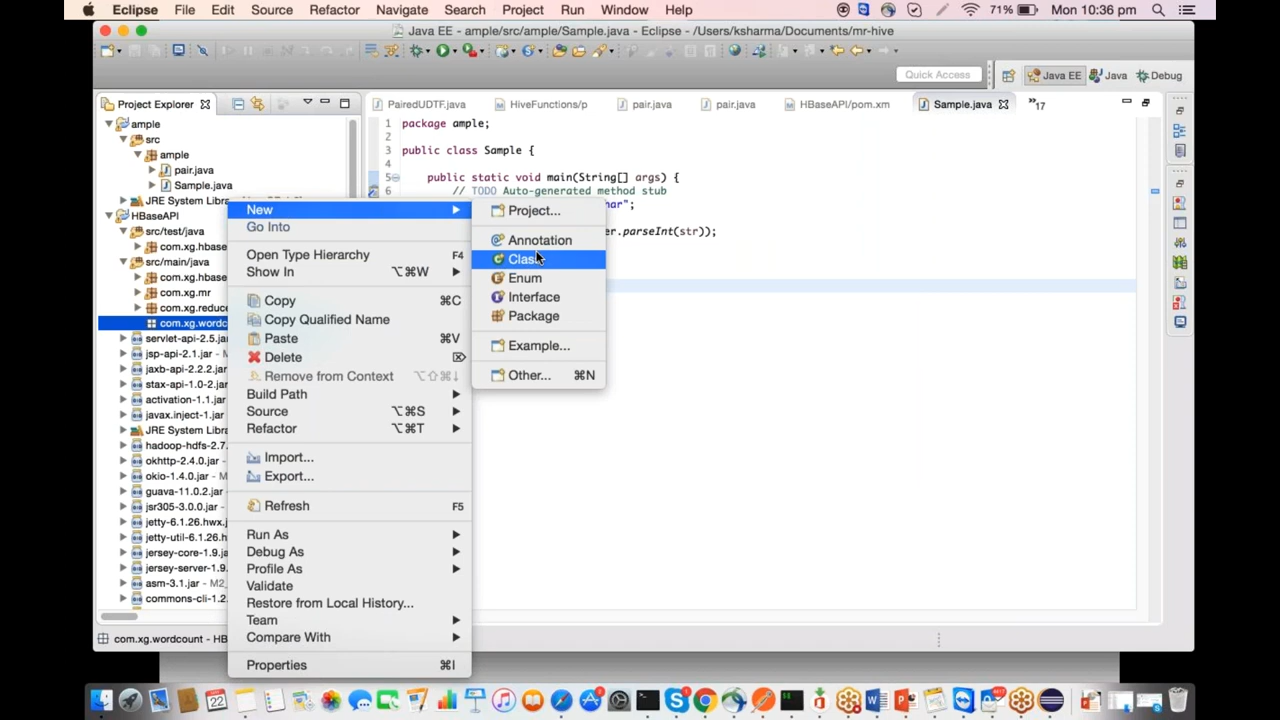 Eclipse File Edit Source Refactor Navigate Search Project Run Window Help 71% Mon 10:36 pm
Java EE - ample/src/ample/Sample.java - Eclipse - /Users/ksharma/Documents/mr-hive
Quick Access Java EE Java Debug
Project Explorer
PairedUDTF.java HiveFunctions/p pair.java pair.java HBaseAPI/pom.xml Sample.java »17
ample
src
ample
pair.java
Sample.java
JRE System Libra
HBaseAPI
src/test/java
com.xg.hbase
src/main/java
com.xg.hbase
com.xg.mr
com.xg.reduce
com.xg.wordc
servlet-api-2.5.jar
jsp-api-2.1.jar
jaxb-api-2.2.2.jar
stax-api-1.0-2.jar
activation-1.1.jar
javax.inject-1.jar
JRE System Libra
hadoop-hdfs-2.7.
okhttp-2.4.0.jar
okio-1.4.0.jar
guava-11.0.2.jar
jsr305-3.0.0.jar
jetty-6.1.26.hwx.
jetty-util-6.1.26.
jersey-core-1.9.
jersey-server-1.9
asm-3.1.jar - M2_
commons-cli-1.2.
1 package ample;
2
3 public class Sample {
4
5 public static void main(String[] args) {
6 // TODO Auto-generated method stub
har";
er.parseInt(str));
New
Go Into
Open Type Hierarchy F4
Show In ⌥⌘W
Copy ⌘C
Copy Qualified Name
Paste ⌘V
Delete ⌦
Remove from Context ⌥⇧⌘↓
Build Path
Source ⌥⌘S
Refactor ⌥⌘T
Import...
Export...
Refresh F5
Run As
Debug As
Profile As
Validate
Restore from Local History...
Team
Compare With
Properties ⌘I
Project...
Annotation
Class
Enum
Interface
Package
Example...
Other... ⌘N
com.xg.wordcount - HB
22